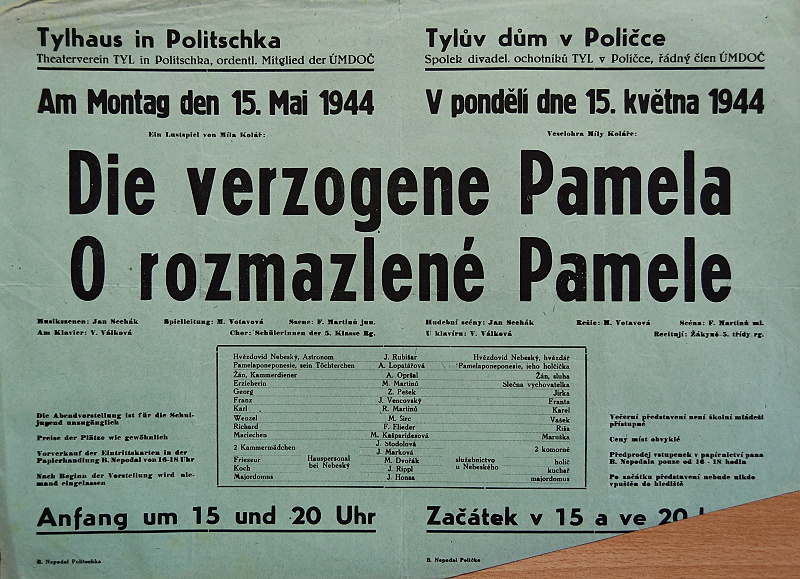 Tylhaus in Politschka
Theaterverein TYL in Politschka, ordentl. Mitglied der ÚMDOČ
Am Montag den 15. Mai 1944
Ein Lustspiel von Míla Kolář:
Tylův dům v Poličce
Spolek divadel. ochotníků TYL v Poličce, řádný člen ÚMDOČ
V pondělí dne 15. května 1944
Veselohra Míly Koláře:
Die verzogene Pamela
O rozmazlené Pamele
Musikszenen: Jan Sechák Spielleitung: M. Votavová Szene: F. Martinů jun.
Am Klavier: V. Válková Chor: Schülerinnen der 5. Klasse Rg.
Hudební scény: Jan Sechák Režie: M. Votavová Scéna: F. Martinů ml.
U klavíru: V. Válková Recitují: Žákyně 5. třídy rg.
Hvězdovid Nebeský, Astronom J. Rubišar Hvězdovid Nebeský, hvězdář
Pamelaponeponesie, sein Töchterchen A. Lopatářová Pamelaponeponesie, jeho holčička
Žán, Kammerdiener A. Opršal Žán, sluha
Erzieherin M. Martinů Slečna vychovatelka
Georg Z. Pešek Jirka
Franz J. Vencovský Franta
Karl R. Martinů Karel
Wenzel M. Širc Vašek
Richard F. Flieder Riša
Mariechen M. Kašparidesová Maruška
2 Kammermädchen J. Stodolová J. Marková 2 komorné
Friseur M. Dvořák holič
Hauspersonal bei Nebeský služebnictvo u Nebeského
Koch J. Rippl kuchař
Majordomus J. Honsa majordomus
Die Abendvorstellung ist für die Schul-
jugend unzugänglich
Preise der Plätze wie gewöhnlich
Vorverkauf der Eintrittskarten in der
Papierhandlung B. Nepodal von 16-18 Uhr
Nach Beginn der Vorstellung wird nie-
mand eingelassen
Večerní představení není školní mládeži
přístupné
Ceny míst obvyklé
Předprodej vstupenek v papírnictví pana
B. Nepodala pouze od 16 - 18 hodin
Po začátku představení nebude nikdo
vpuštěn do hlediště
Anfang um 15 und 20 Uhr
Začátek v 15 a ve 20
B. Nepodal Politschka
B. Nepodal Polička